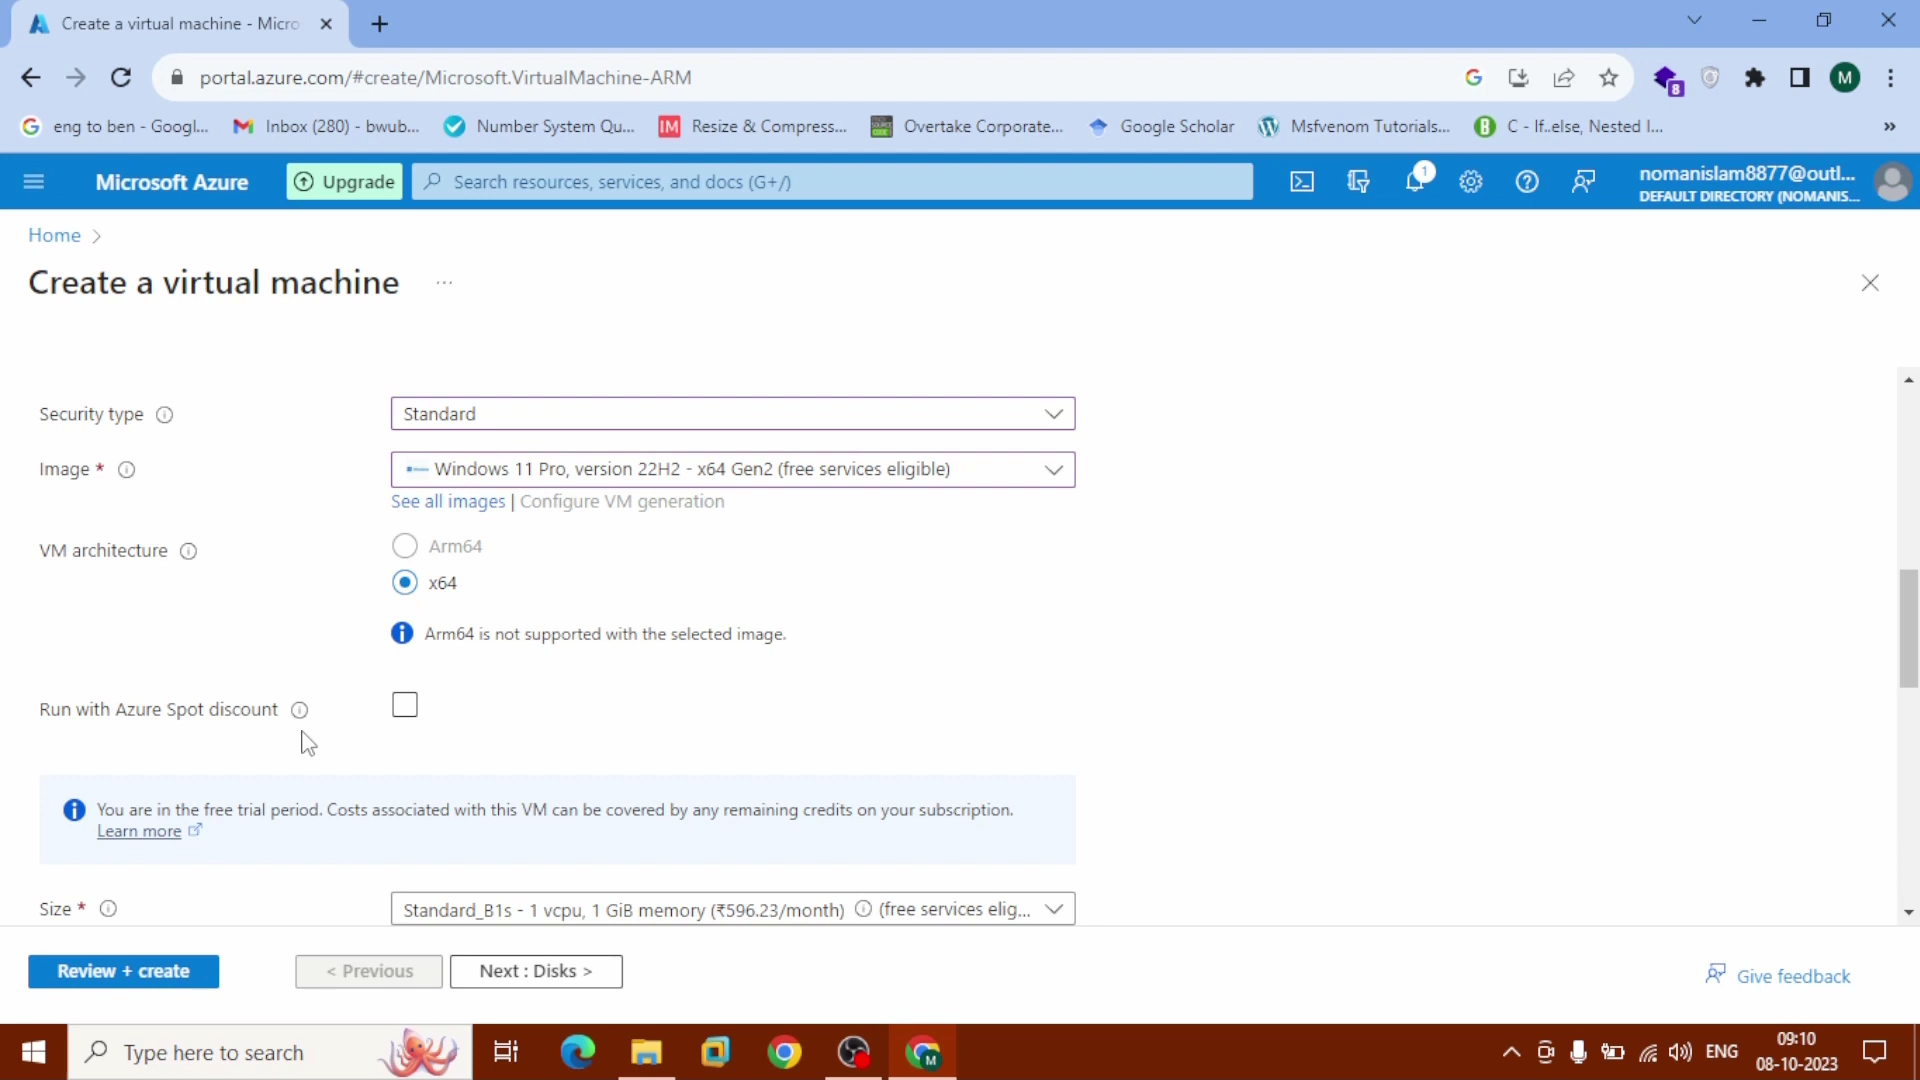 Create a virtual machine - Micro
portal.azure.com/#create/Microsoft.VirtualMachine-ARM
8
M
eng to ben - Googl...
Inbox (280) - bwub...
Number System Qu...
IM
Resize & Compress...
Overtake Corporate...
Google Scholar
Msfvenom Tutorials...
C - If..else, Nested I...
»
Microsoft Azure
Upgrade
Search resources, services, and docs (G+/)
1
nomanislam8877@outl...
DEFAULT DIRECTORY (NOMANIS...
Home >
Create a virtual machine ...
Security type
Standard
Image *
Windows 11 Pro, version 22H2 - x64 Gen2 (free services eligible)
See all images | Configure VM generation
VM architecture
Arm64
x64
Arm64 is not supported with the selected image.
Run with Azure Spot discount
You are in the free trial period. Costs associated with this VM can be covered by any remaining credits on your subscription.
Learn more
Size *
Standard_B1s - 1 vcpu, 1 GiB memory (₹596.23/month) (free services elig...
Review + create
< Previous
Next : Disks >
Give feedback
Type here to search
M
ENG
09:10
08-10-2023